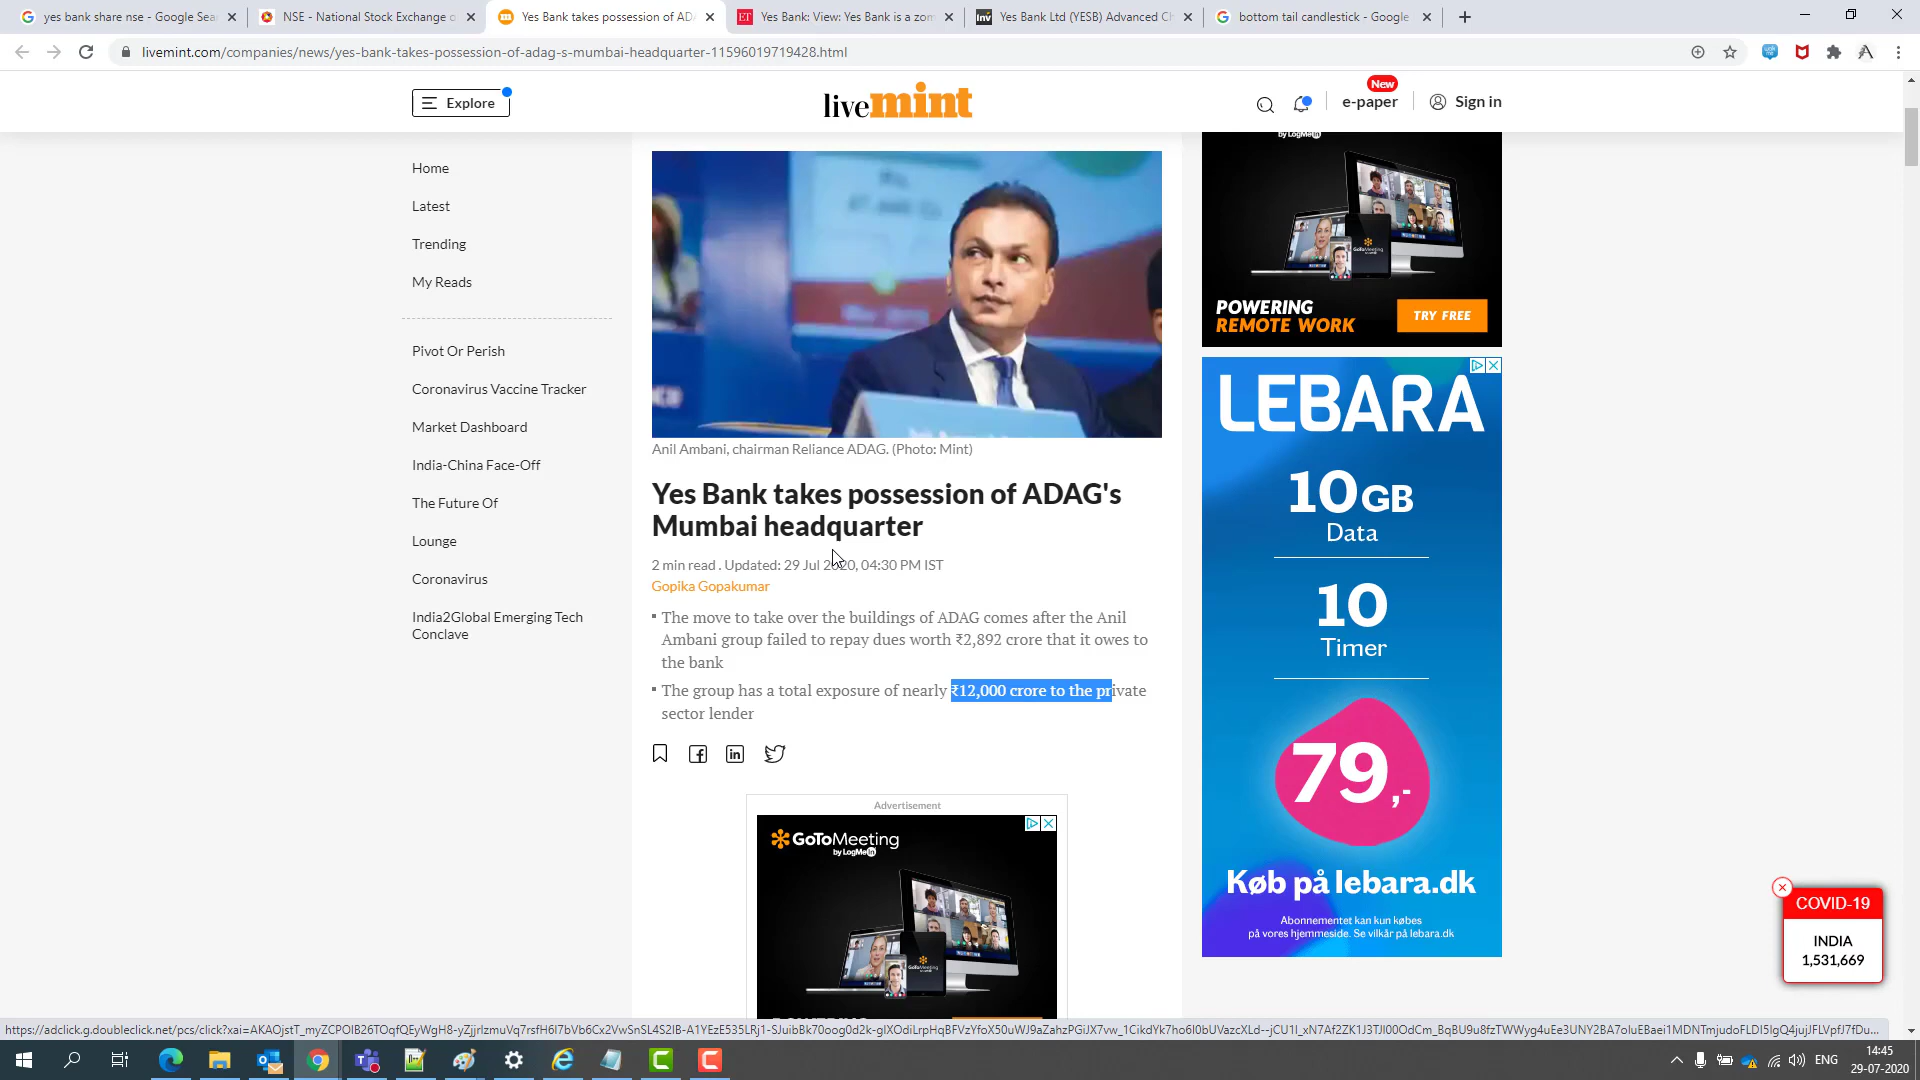 yes bank share nse - Google Sea
NSE - National Stock Exchange o
Yes Bank takes possession of AD
Yes Bank: View: Yes Bank is a zom
Yes Bank Ltd (YESB) Advanced Ch
bottom tail candlestick - Google
livemint.com/companies/news/yes-bank-takes-possession-of-adag-s-mumbai-headquarter-11596019719428.html
Explore
livemint
New
e-paper
Sign in
Home
Latest
Trending
My Reads
Pivot Or Perish
Coronavirus Vaccine Tracker
Market Dashboard
India-China Face-Off
The Future Of
Lounge
Coronavirus
India2Global Emerging Tech
Conclave
Anil Ambani, chairman Reliance ADAG. (Photo: Mint)
Yes Bank takes possession of ADAG's
Mumbai headquarter
2 min read . Updated: 29 Jul 2020, 04:30 PM IST
Gopika Gopakumar
The move to take over the buildings of ADAG comes after the Anil
Ambani group failed to repay dues worth ₹2,892 crore that it owes to
the bank
The group has a total exposure of nearly ₹12,000 crore to the private
sector lender
Advertisement
GoToMeeting
by LogMeIn
by LogMeIn
POWERING
REMOTE WORK
TRY FREE
LEBARA
10GB
Data
10
Timer
79,-
Køb på lebara.dk
Abonnementet kan kun købes
på vores hjemmeside. Se vilkår på lebara.dk
COVID-19
INDIA
1,531,669
ENG
14:45
29-07-2020